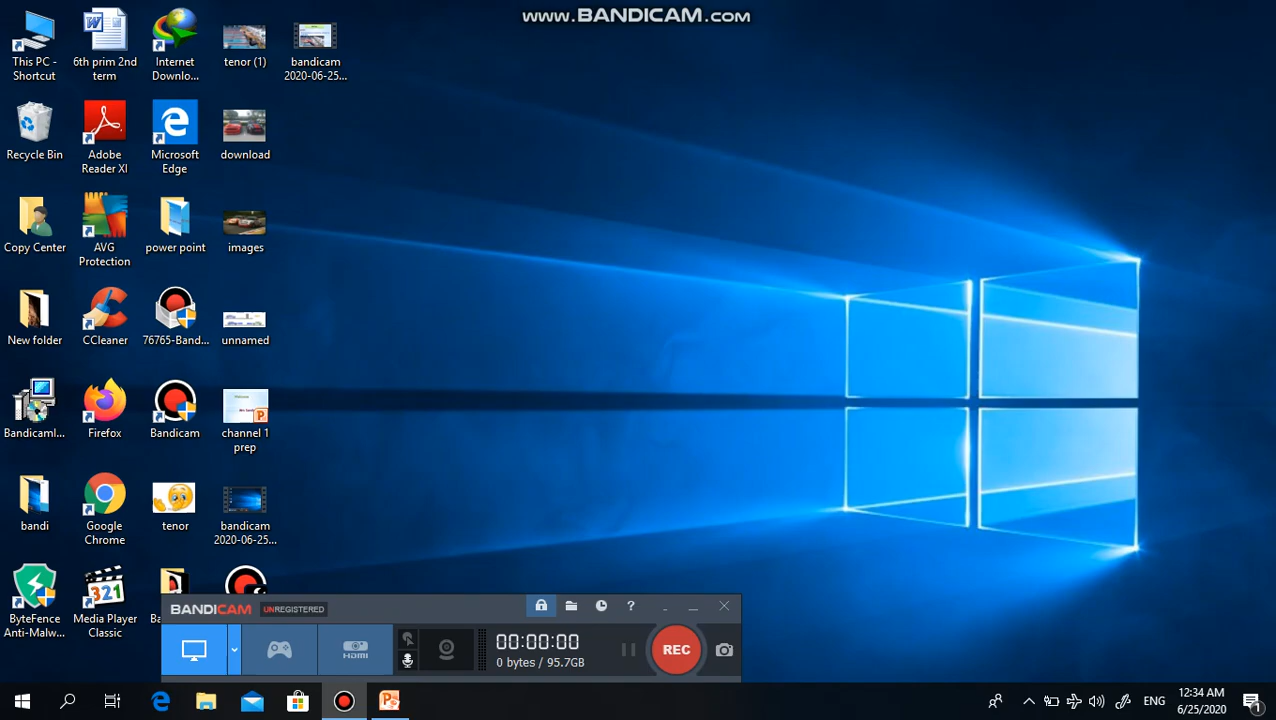 www.BANDICAM.com
This PC -
Shortcut
6th prim 2nd
term
Internet
Downlo...
tenor (1)
bandicam
2020-06-25...
Recycle Bin
Adobe
Reader XI
Microsoft
Edge
download
Copy Center
AVG
Protection
power point
images
New folder
CCleaner
76765-Band...
unnamed
Bandicaml...
Firefox
Bandicam
channel 1
prep
bandi
Google
Chrome
tenor
bandicam
2020-06-25...
ByteFence
Anti-Malw...
Media Player
Classic
321
BANDICAM
UNREGISTERED
?
HDMI
00:00:00
0 bytes / 95.7GB
REC
ENG
12:34 AM
6/25/2020
1